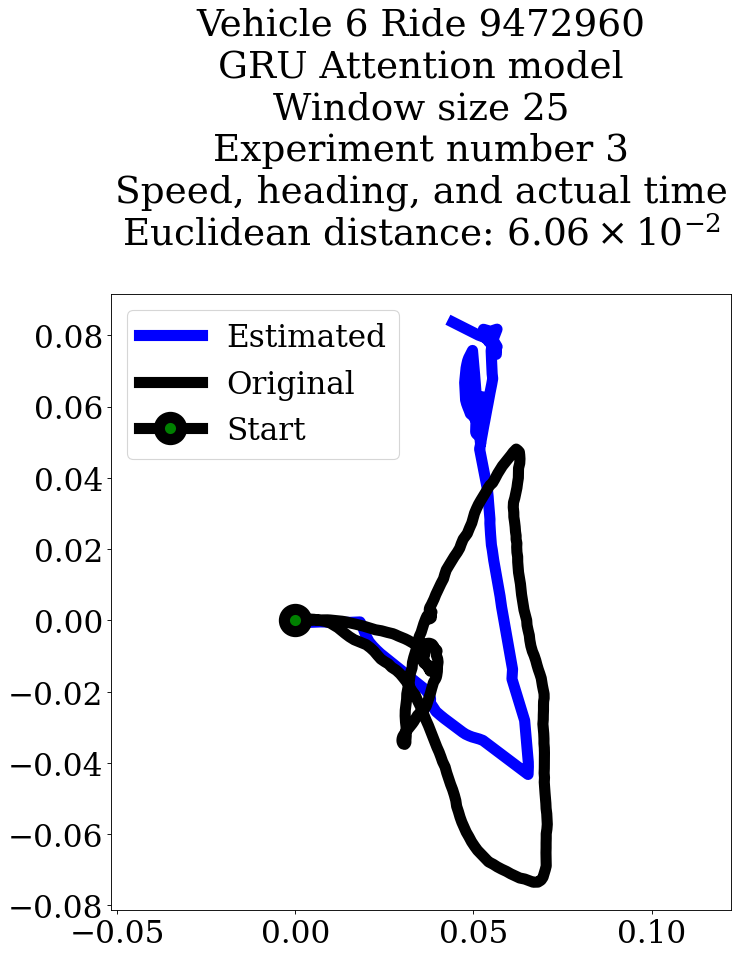 Vehicle 6 Ride 9472960
GRU Attention model
Window size 25
Experiment number 3
Speed, heading, and actual time
Euclidean distance: 6.06 × 10⁻²
Estimated
Original
Start
0.08
0.06
0.04
0.02
0.00
−0.02
−0.04
−0.06
−0.08
−0.05 0.00 0.05 0.10